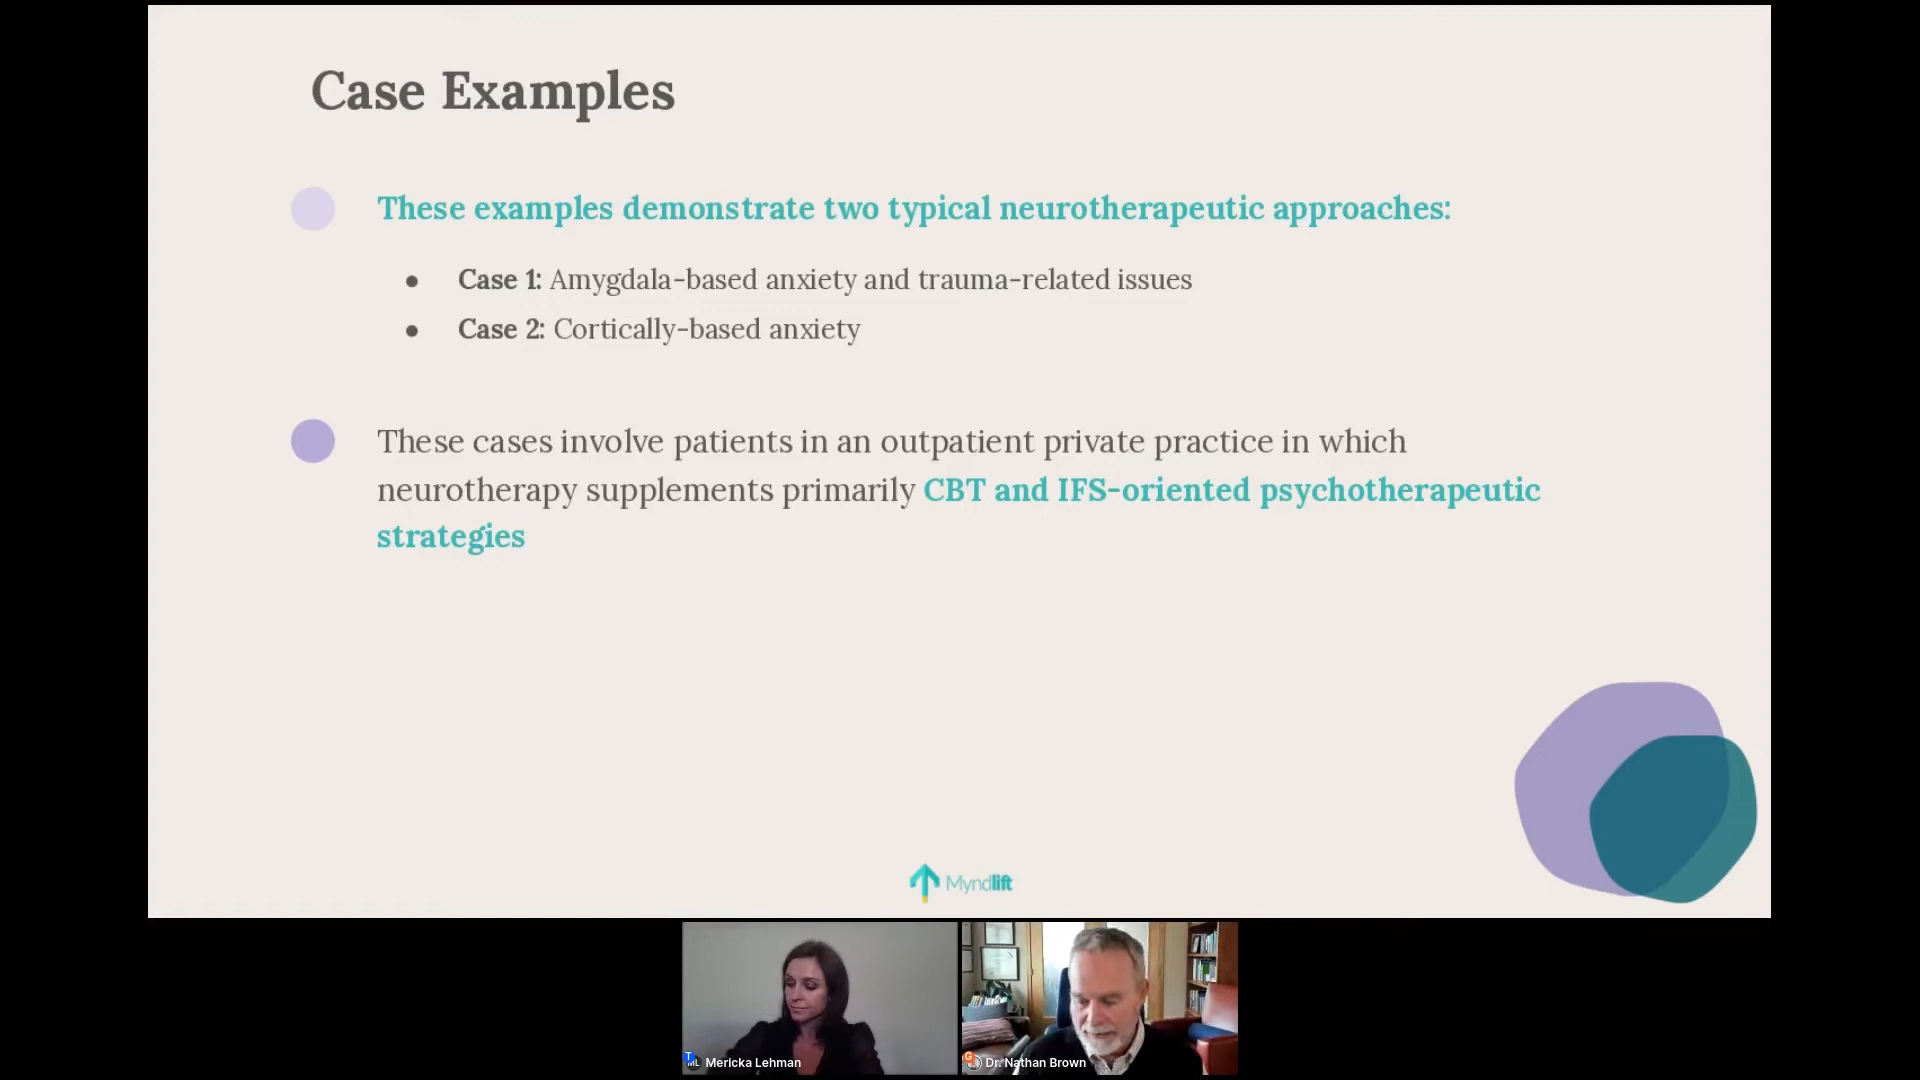 Case Examples
These examples demonstrate two typical neurotherapeutic approaches:
● Case 1: Amygdala-based anxiety and trauma-related issues
● Case 2: Cortically-based anxiety
These cases involve patients in an outpatient private practice in which
neurotherapy supplements primarily CBT and IFS-oriented psychotherapeutic
strategies
Myndlift
T
ML
Mericka Lehman
G
Dr. Nathan Brown